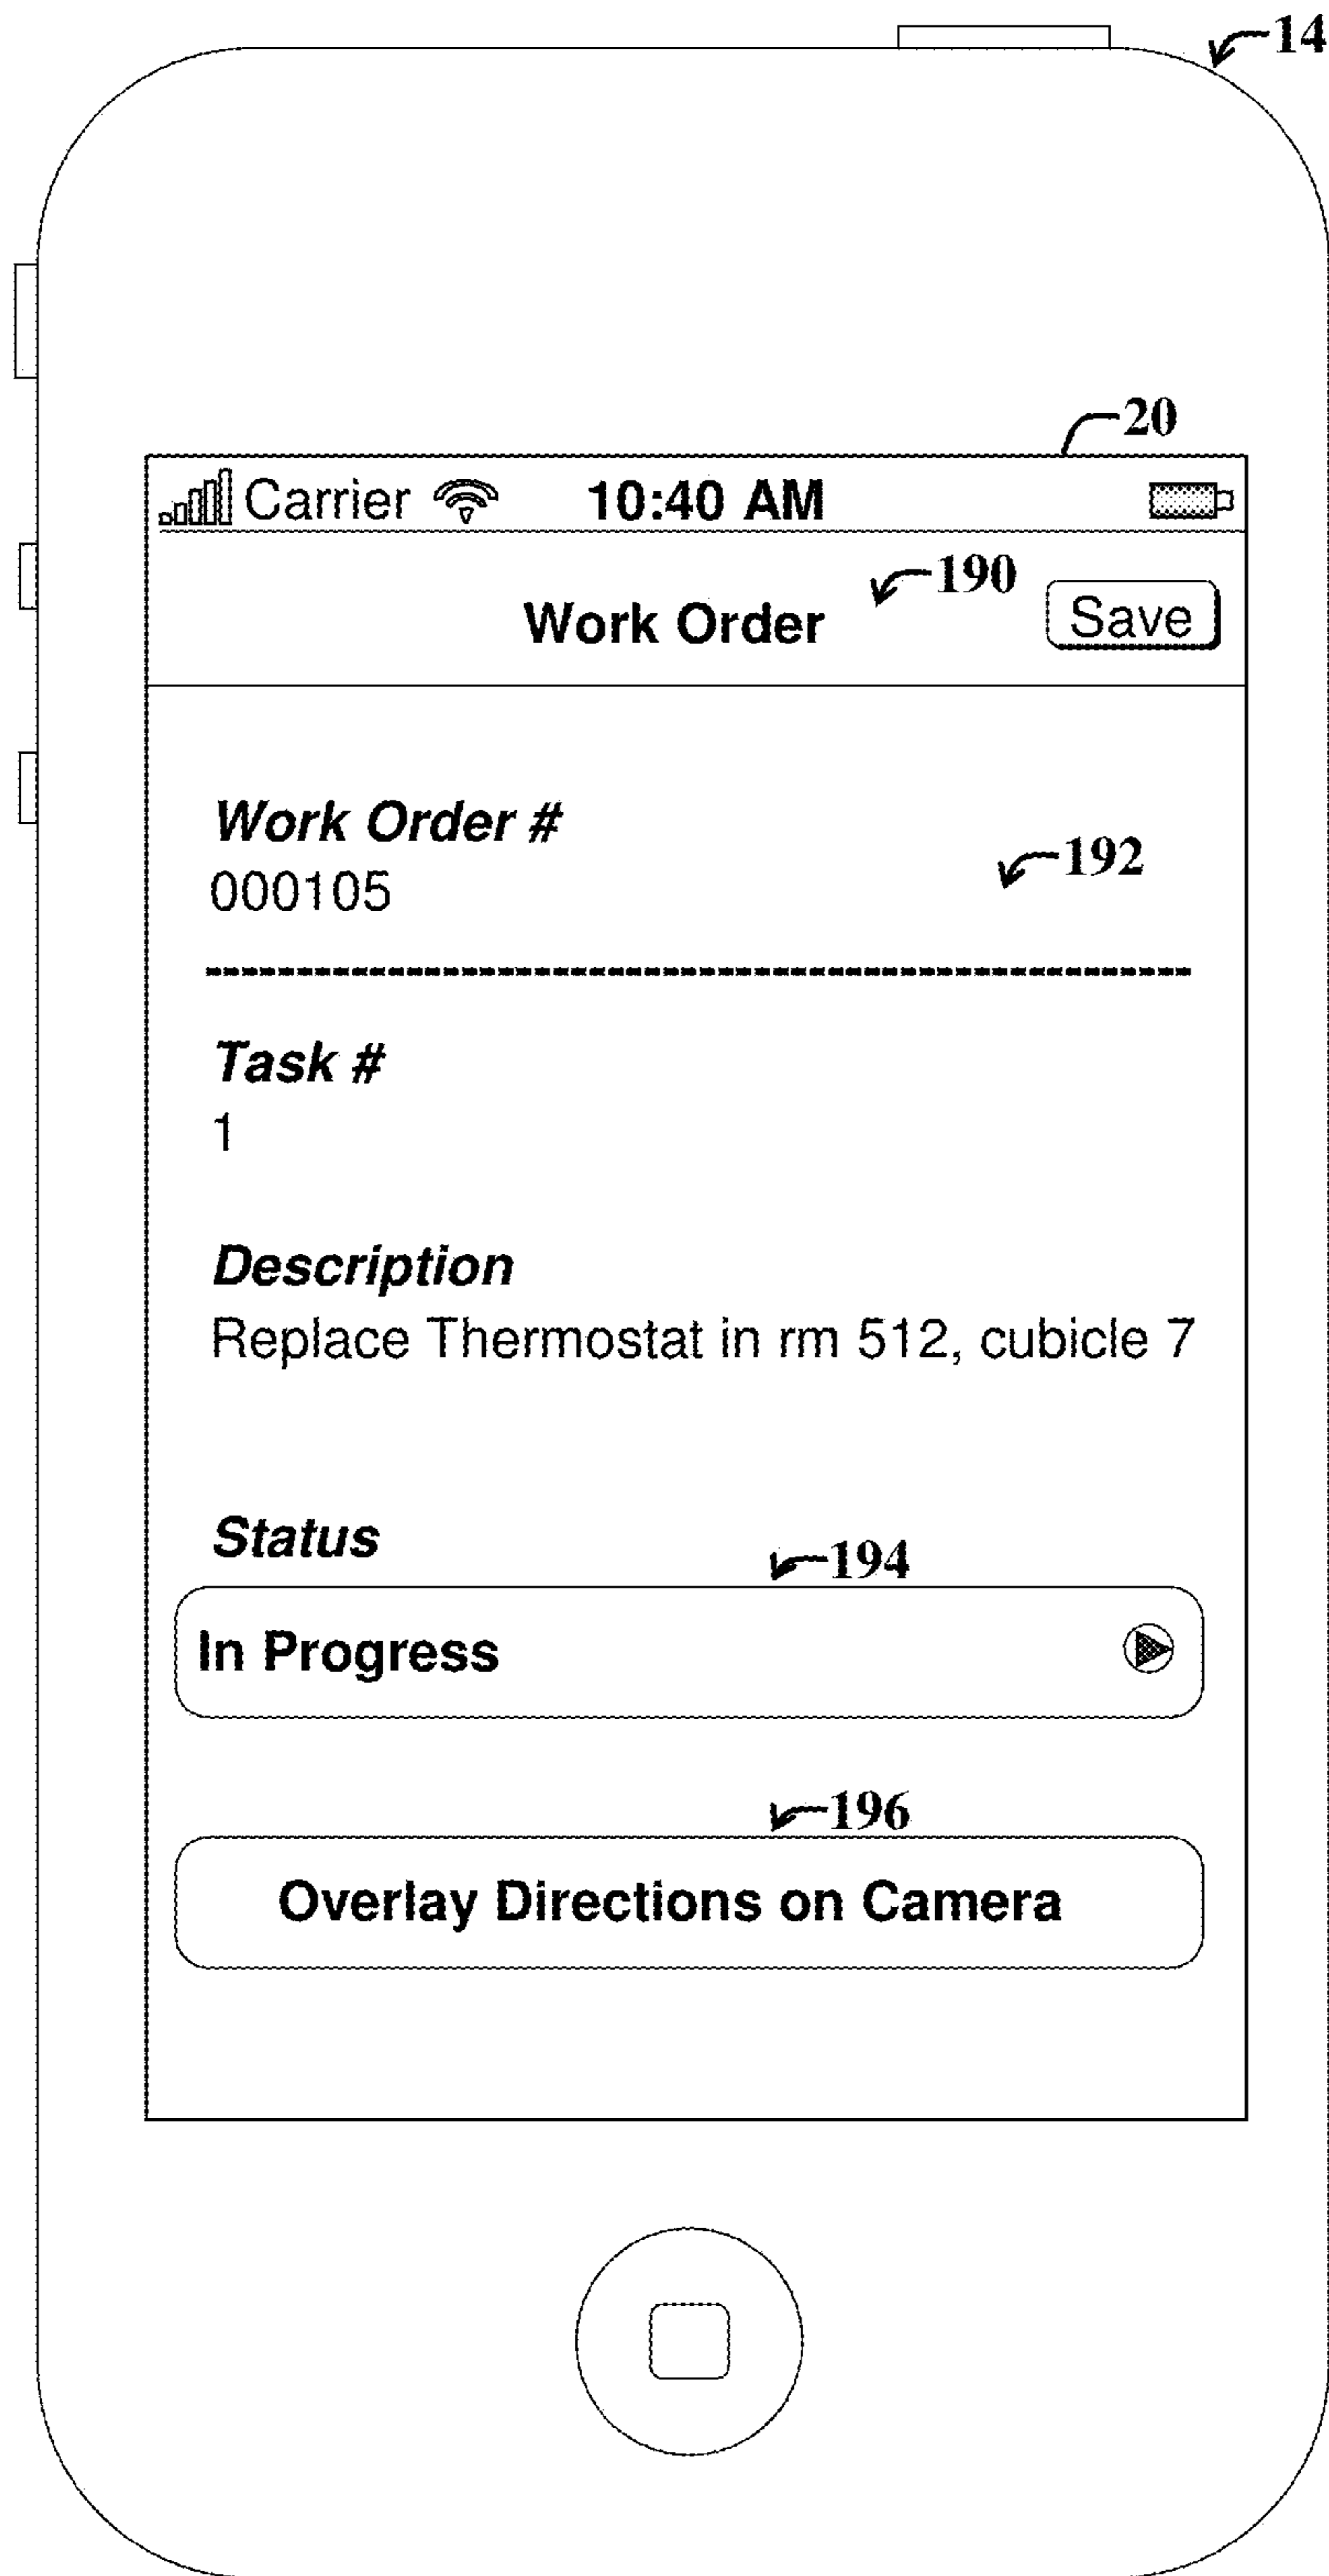 14
20
Carrier 10:40 AM
190
Work Order Save
Work Order #
192
000105
Task #
1
Description
Replace Thermostat in rm 512, cubicle 7
Status
194
In Progress
196
Overlay Directions on Camera